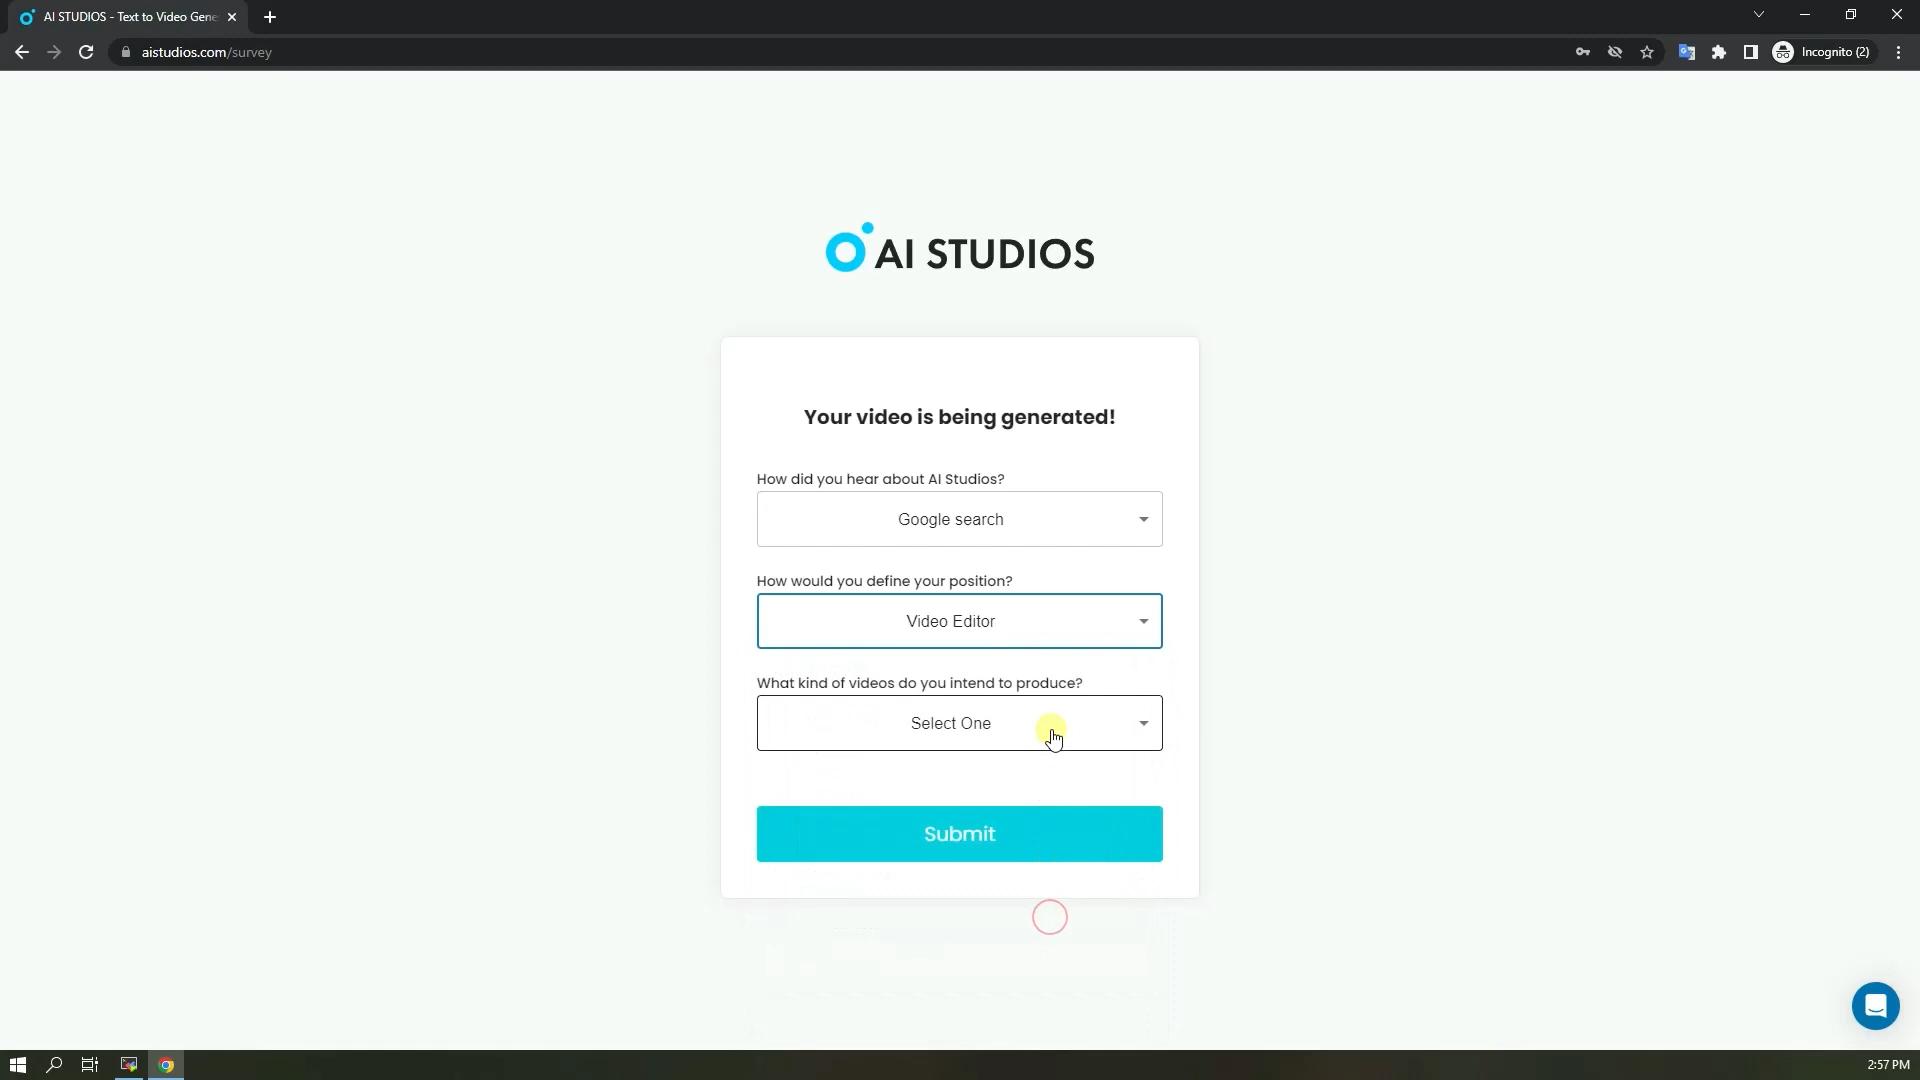 AI STUDIOS - Text to Video Gene
aistudios.com/survey
Incognito (2)
AI STUDIOS
Your video is being generated!
How did you hear about AI Studios?
Google search
How would you define your position?
Video Editor
What kind of videos do you intend to produce?
Select One
Submit
2:57 PM